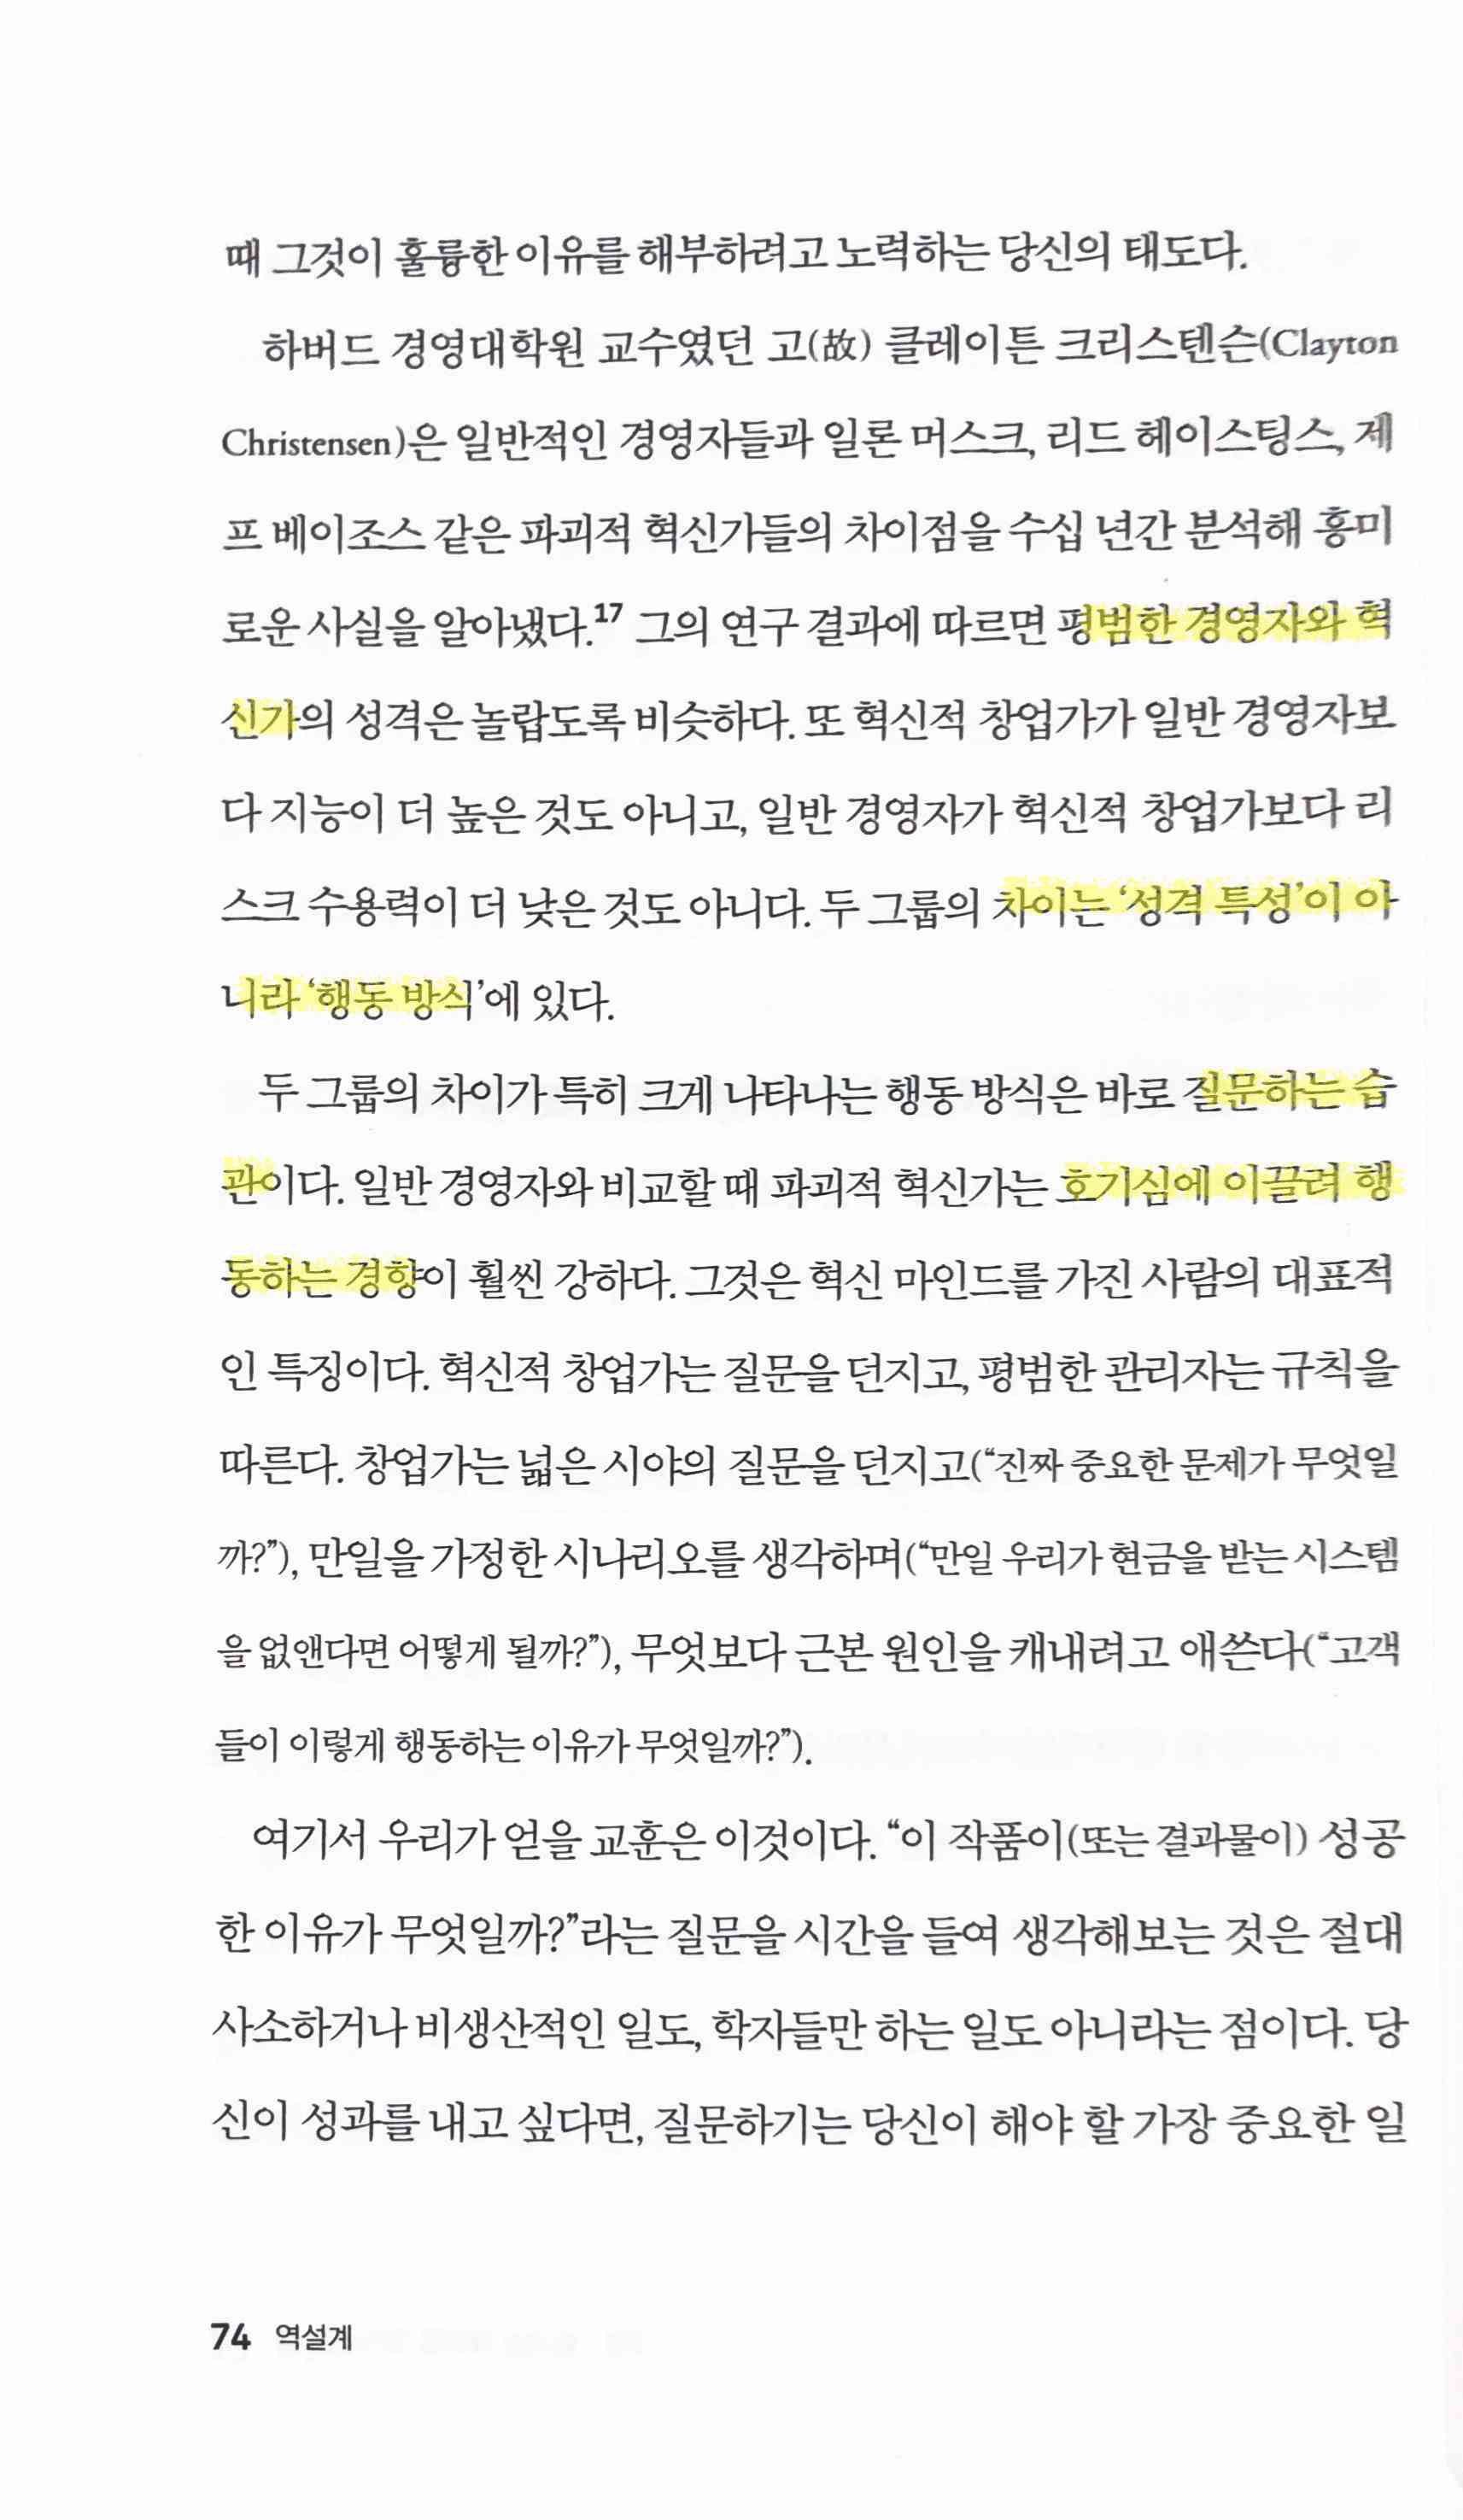 때 그것이 훌륭한 이유를 해부하려고 노력하는 당신의 태도다.
하버드 경영대학원 교수였던 고(故) 클레이튼 크리스텐슨(Clayton
Christensen)은 일반적인 경영자들과 일론 머스크, 리드 헤이스팅스, 제
프 베이조스 같은 파괴적 혁신가들의 차이점을 수십 년간 분석해 흥미
로운 사실을 알아냈다.17 그의 연구 결과에 따르면 평범한 경영자와 혁
신가의 성격은 놀랍도록 비슷하다. 또 혁신적 창업가가 일반 경영자보
다 지능이 더 높은 것도 아니고, 일반 경영자가 혁신적 창업가보다 리
스크 수용력이 더 낮은 것도 아니다. 두 그룹의 차이는 ‘성격 특성’이 아
니라 ‘행동 방식’에 있다.
두 그룹의 차이가 특히 크게 나타나는 행동 방식은 바로 질문하는 습
관이다. 일반 경영자와 비교할 때 파괴적 혁신가는 호기심에 이끌려 행
동하는 경향이 훨씬 강하다. 그것은 혁신 마인드를 가진 사람의 대표적
인 특징이다. 혁신적 창업가는 질문을 던지고, 평범한 관리자는 규칙을
따른다. 창업가는 넓은 시야의 질문을 던지고(“진짜 중요한 문제가 무엇일
까?”), 만일을 가정한 시나리오를 생각하며(“만일 우리가 현금을 받는 시스템
을 없앤다면 어떻게 될까?”), 무엇보다 근본 원인을 캐내려고 애쓴다(“고객
들이 이렇게 행동하는 이유가 무엇일까?”).
여기서 우리가 얻을 교훈은 이것이다. “이 작품이(또는 결과물이) 성공
한 이유가 무엇일까?”라는 질문을 시간을 들여 생각해보는 것은 절대
사소하거나 비생산적인 일도, 학자들만 하는 일도 아니라는 점이다. 당
신이 성과를 내고 싶다면, 질문하기는 당신이 해야 할 가장 중요한 일
74 역설계